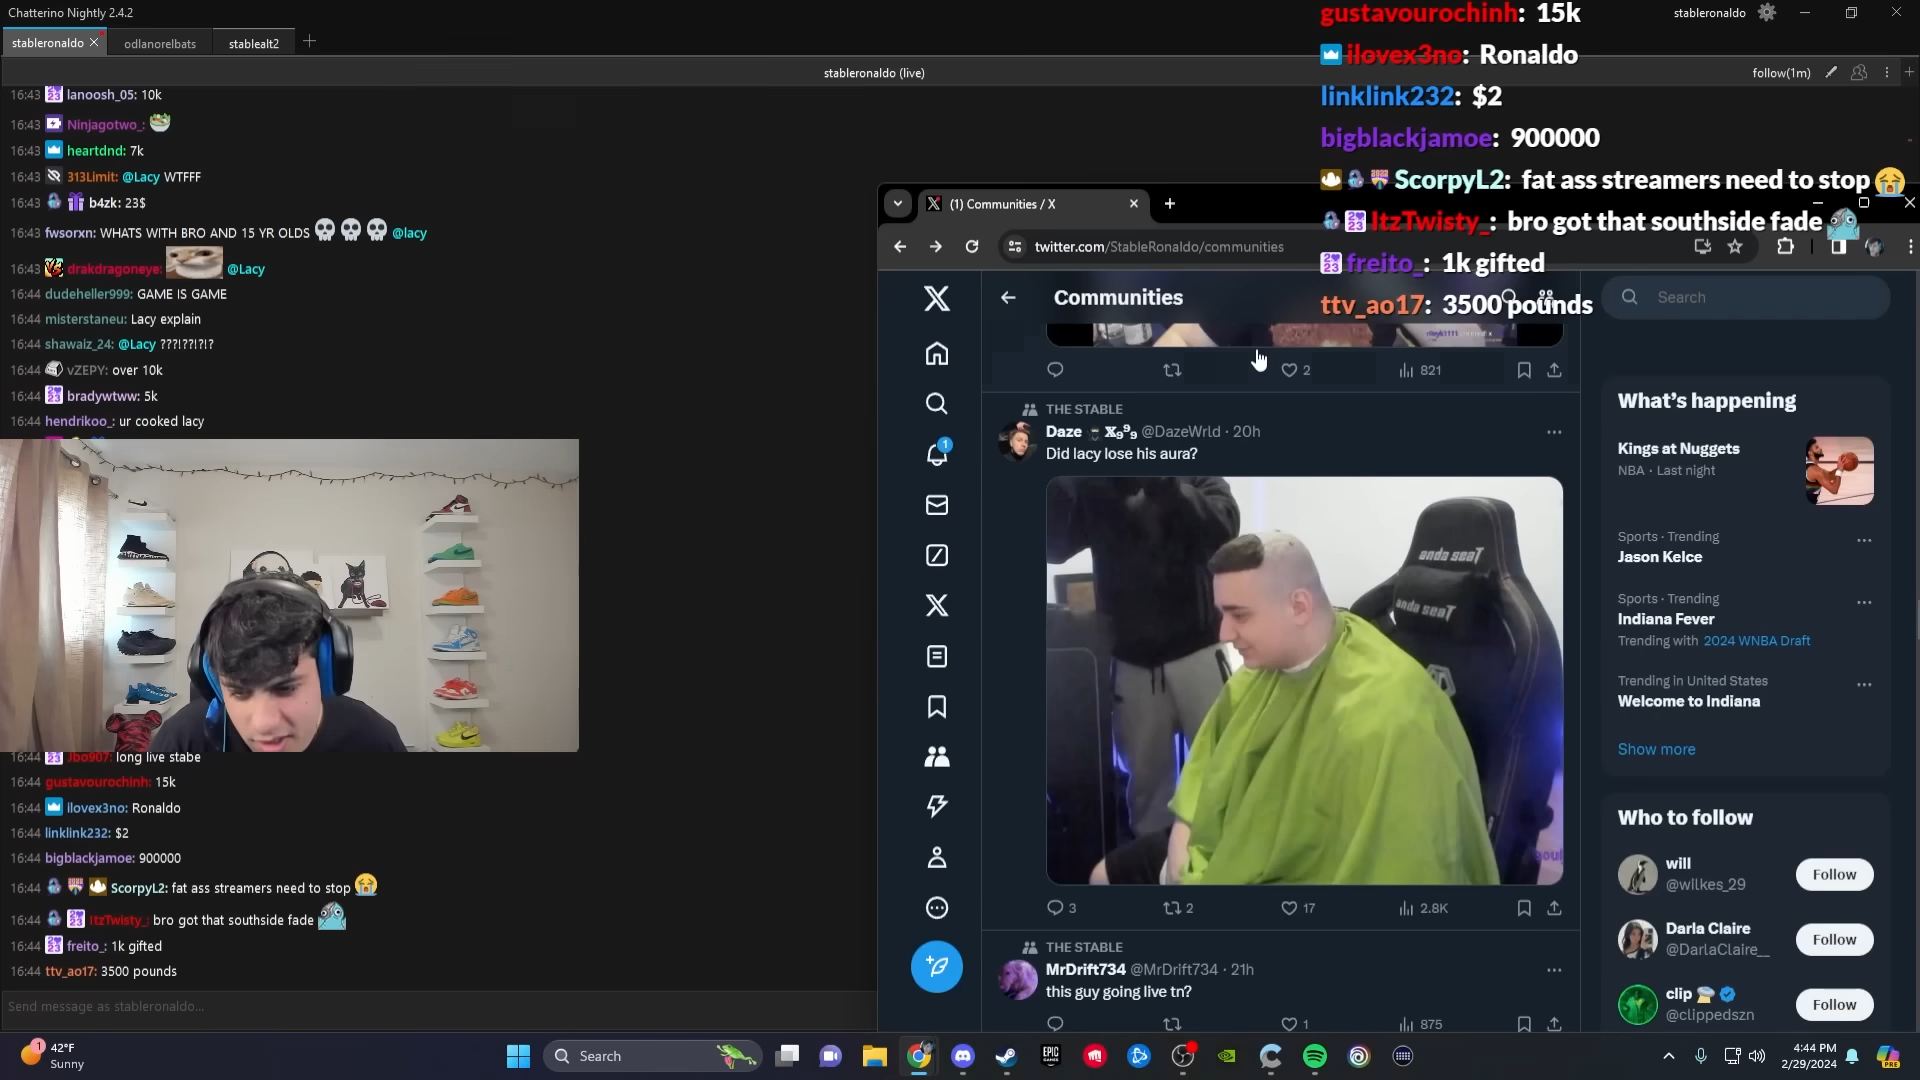 Chatterino Nightly 2.4.2
stableronaldo
stableronaldo
odlanorelbats
stablealt2
stableronaldo (live)
follow(1m)
16:43 lanoosh_05: 10k
16:43 Ninjagotwo_:
16:43 heartdnd: 7k
16:43 313Limit: @Lacy WTFFF
16:43 b4zk: 23$
16:43 fwsorxn: WHATS WITH BRO AND 15 YR OLDS 💀 💀 💀 @lacy
16:43 drakdragoneye: @Lacy
16:44 dudeheller999: GAME IS GAME
16:44 misterstaneu: Lacy explain
16:44 shawaiz_24: @Lacy ???!??!?!?
16:44 vZEPY: over 10k
16:44 bradywtww: 5k
16:44 hendrikoo_: ur cooked lacy
16:44 Jbo907: long live stabe
16:44 gustavourochinh: 15k
16:44 ilovex3no: Ronaldo
16:44 linklink232: $2
16:44 bigblackjamoe: 900000
16:44 ScorpyL2: fat ass streamers need to stop 😭
16:44 ItzTwisty_: bro got that southside fade
16:44 freito_: 1k gifted
16:44 ttv_ao17: 3500 pounds
Send message as stableronaldo...
gustavourochinh: 15k
ilovex3no: Ronaldo
linklink232: $2
bigblackjamoe: 900000
ScorpyL2: fat ass streamers need to stop 😭
ItzTwisty_: bro got that southside fade
freito_: 1k gifted
ttv_ao17: 3500 pounds
(1) Communities / X
twitter.com/StableRonaldo/communities
Communities
Search
2
821
THE STABLE
Daze @DazeWrld · 20h
Did lacy lose his aura?
anda seaT
anda seaT
3
2
17
2.8K
THE STABLE
MrDrift734 @MrDrift734 · 21h
this guy going live tn?
1
875
1
What's happening
Kings at Nuggets
NBA · Last night
Sports · Trending
Jason Kelce
Sports · Trending
Indiana Fever
Trending with 2024 WNBA Draft
Trending in United States
Welcome to Indiana
Show more
Who to follow
will
@wilkes_29
Follow
Darla Claire
@DarlaClaire__
Follow
clip
@clippedszn
Follow
1
42°F
Sunny
Search
EPIC
GAMES
4:44 PM
2/29/2024
PRE